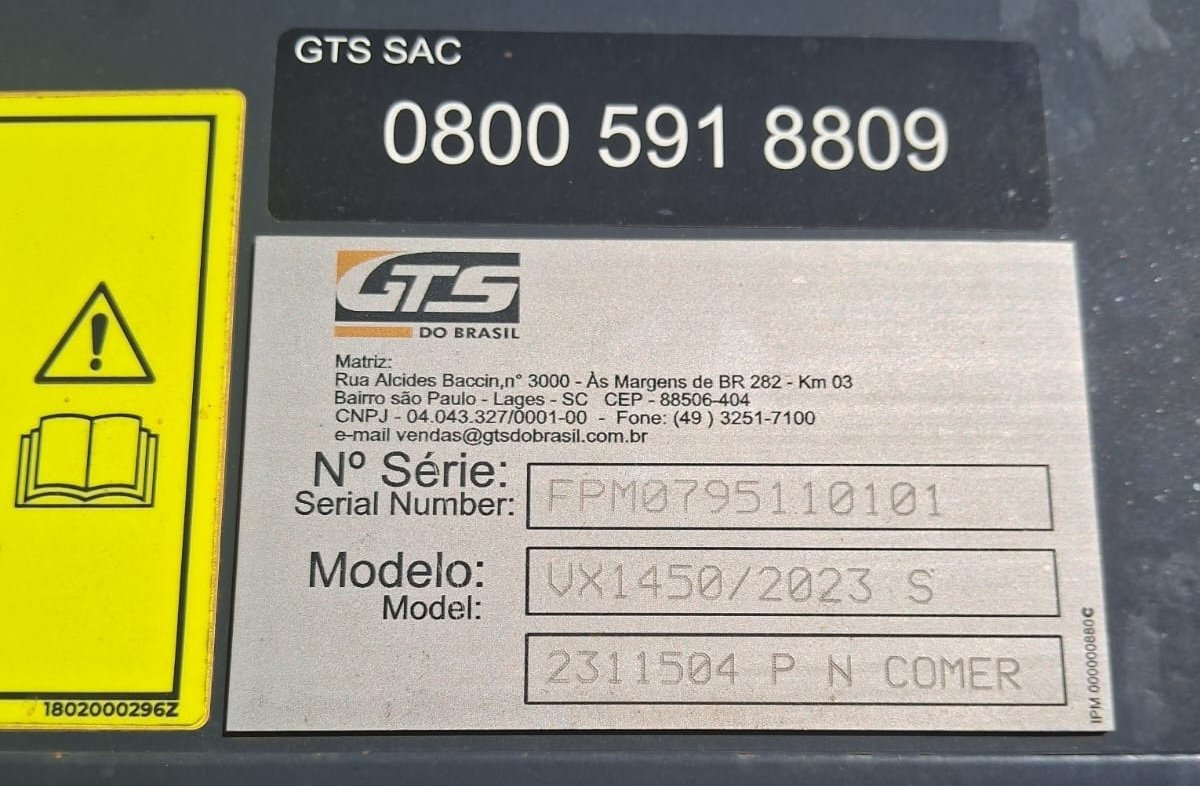 GTS SAC
0800 591 8809
GTS
DO BRASIL
Matriz:
Rua Alcides Baccin,n° 3000 - Às Margens de BR 282 - Km 03
Bairro são Paulo - Lages - SC CEP - 88506-404
CNPJ - 04.043.327/0001-00 - Fone: (49 ) 3251-7100
e-mail vendas@gtsdobrasil.com.br
Nº Série:
Serial Number: FPM0795110101
Modelo: VX1450/2023 S
Model:
2311504 P N COMER
IPM 000000880C
1802000296Z